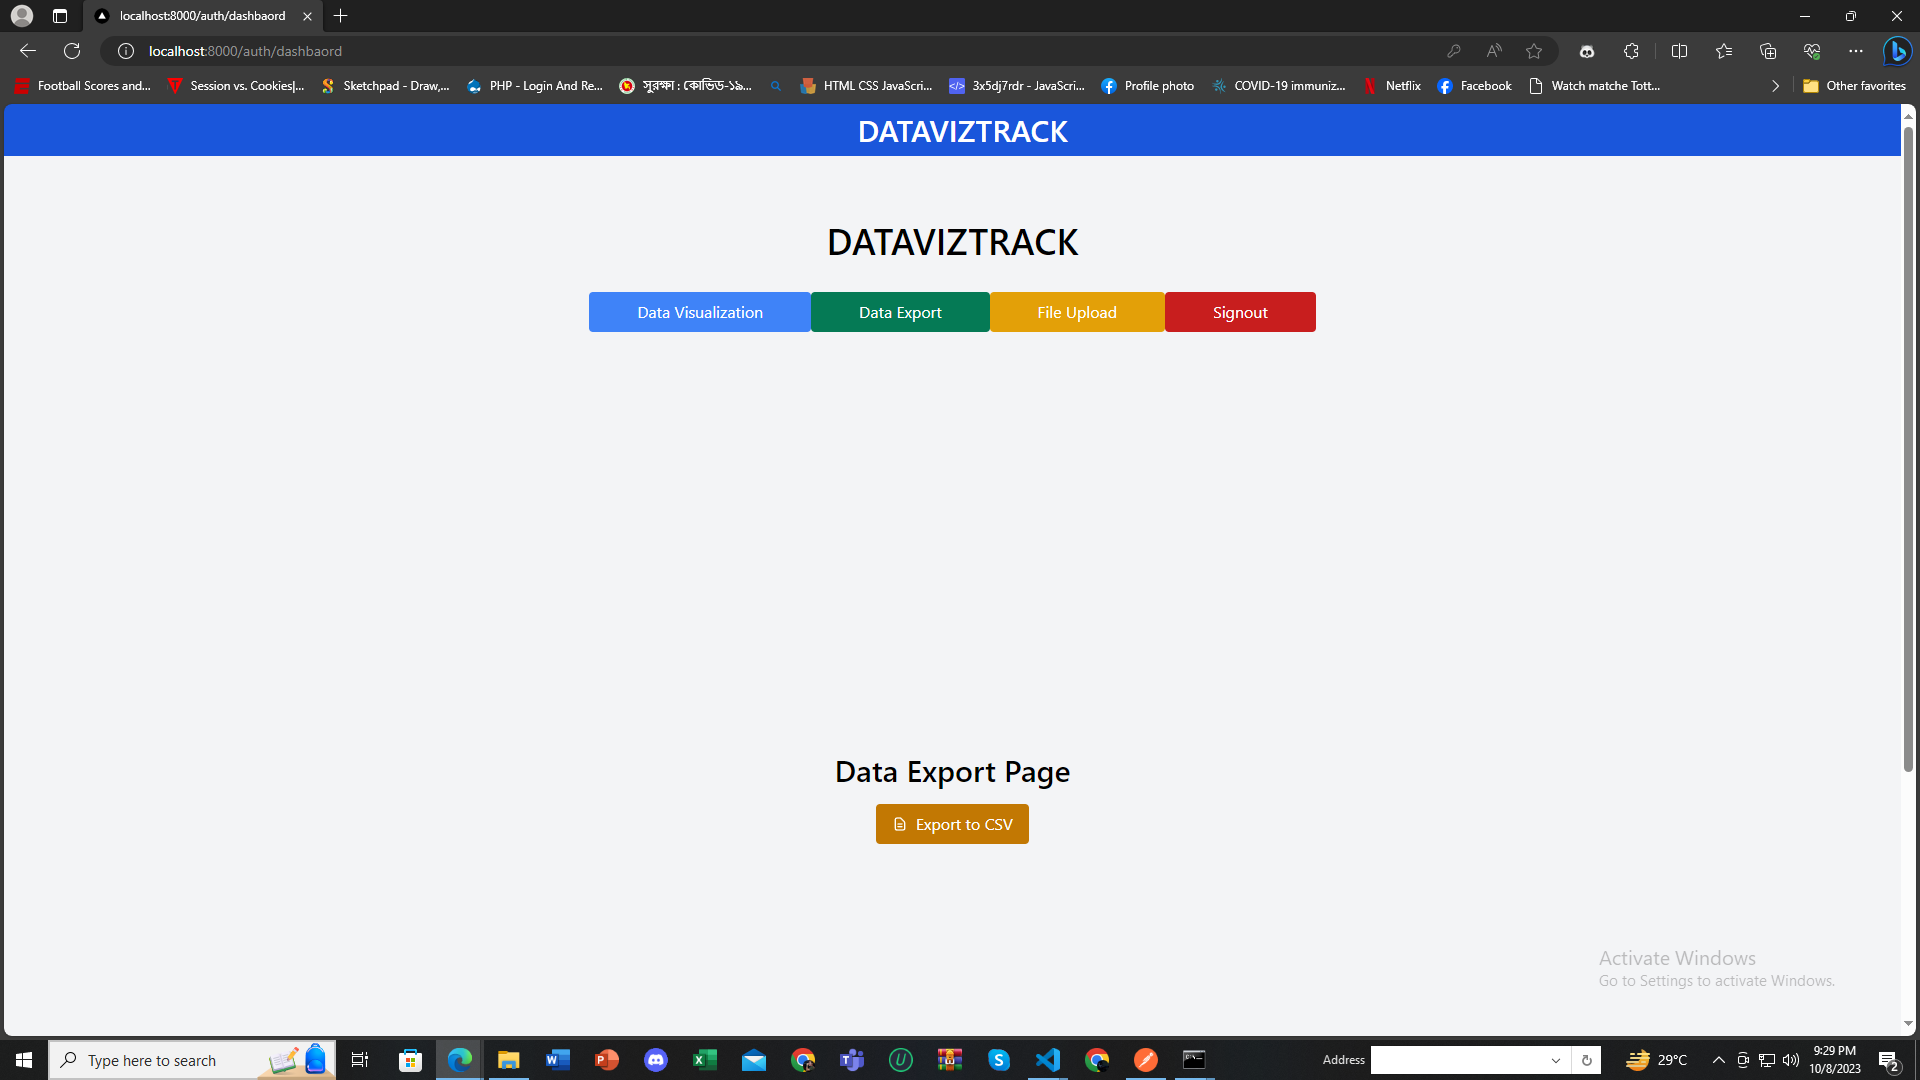 localhost:8000/auth/dashbaord
localhost:8000/auth/dashbaord
Football Scores and...
Session vs. Cookies|...
Sketchpad - Draw,...
PHP - Login And Re...
সুরক্ষা : কোভিড-১৯...
HTML CSS JavaScri...
3x5dj7rdr - JavaScri...
Profile photo
COVID-19 immuniz...
Netflix
Facebook
Watch matche Tott...
Other favorites
DATAVIZTRACK
DATAVIZTRACK
Data Visualization
Data Export
File Upload
Signout
Data Export Page
Export to CSV
Activate Windows
Go to Settings to activate Windows.
Type here to search
Address
29°C
9:29 PM
10/8/2023
2